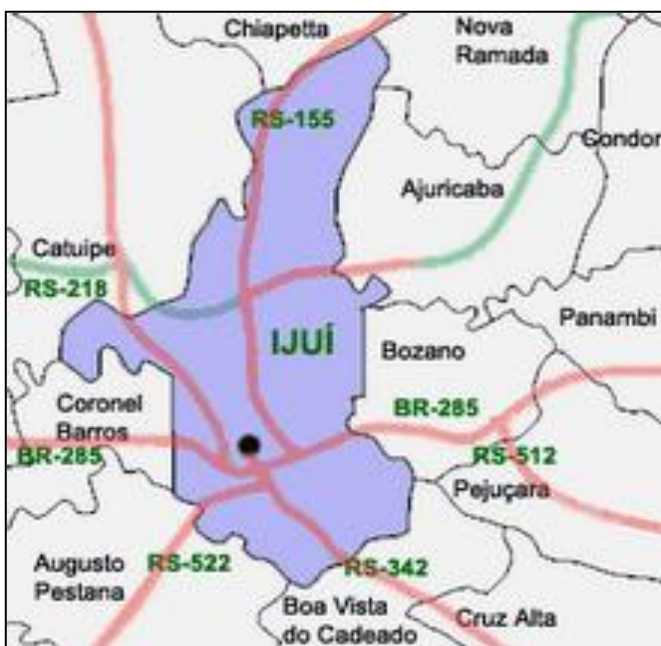 Chiapetta
Nova
Ramada
RS-155
Condor
Ajuricaba
Catuipe
RS-218
Panambi
IJUÍ
Bozano
Coronel
Barros
BR-285
BR-285
RS-512
Pejuçara
Augusto
Pestana
RS-522
RS-342
Boa Vista
do Cadeado
Cruz Alta